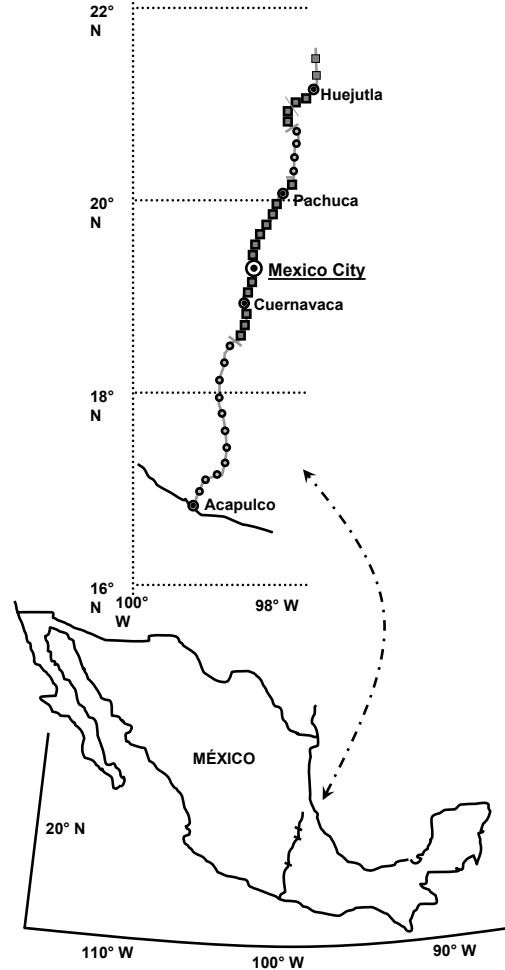 22°
N
Huejutla
20°
N
Pachuca
Mexico City
Cuernavaca
18°
N
Acapulco
16°
N
100°
W
98° W
MÉXICO
20° N
110° W
100° W
90° W